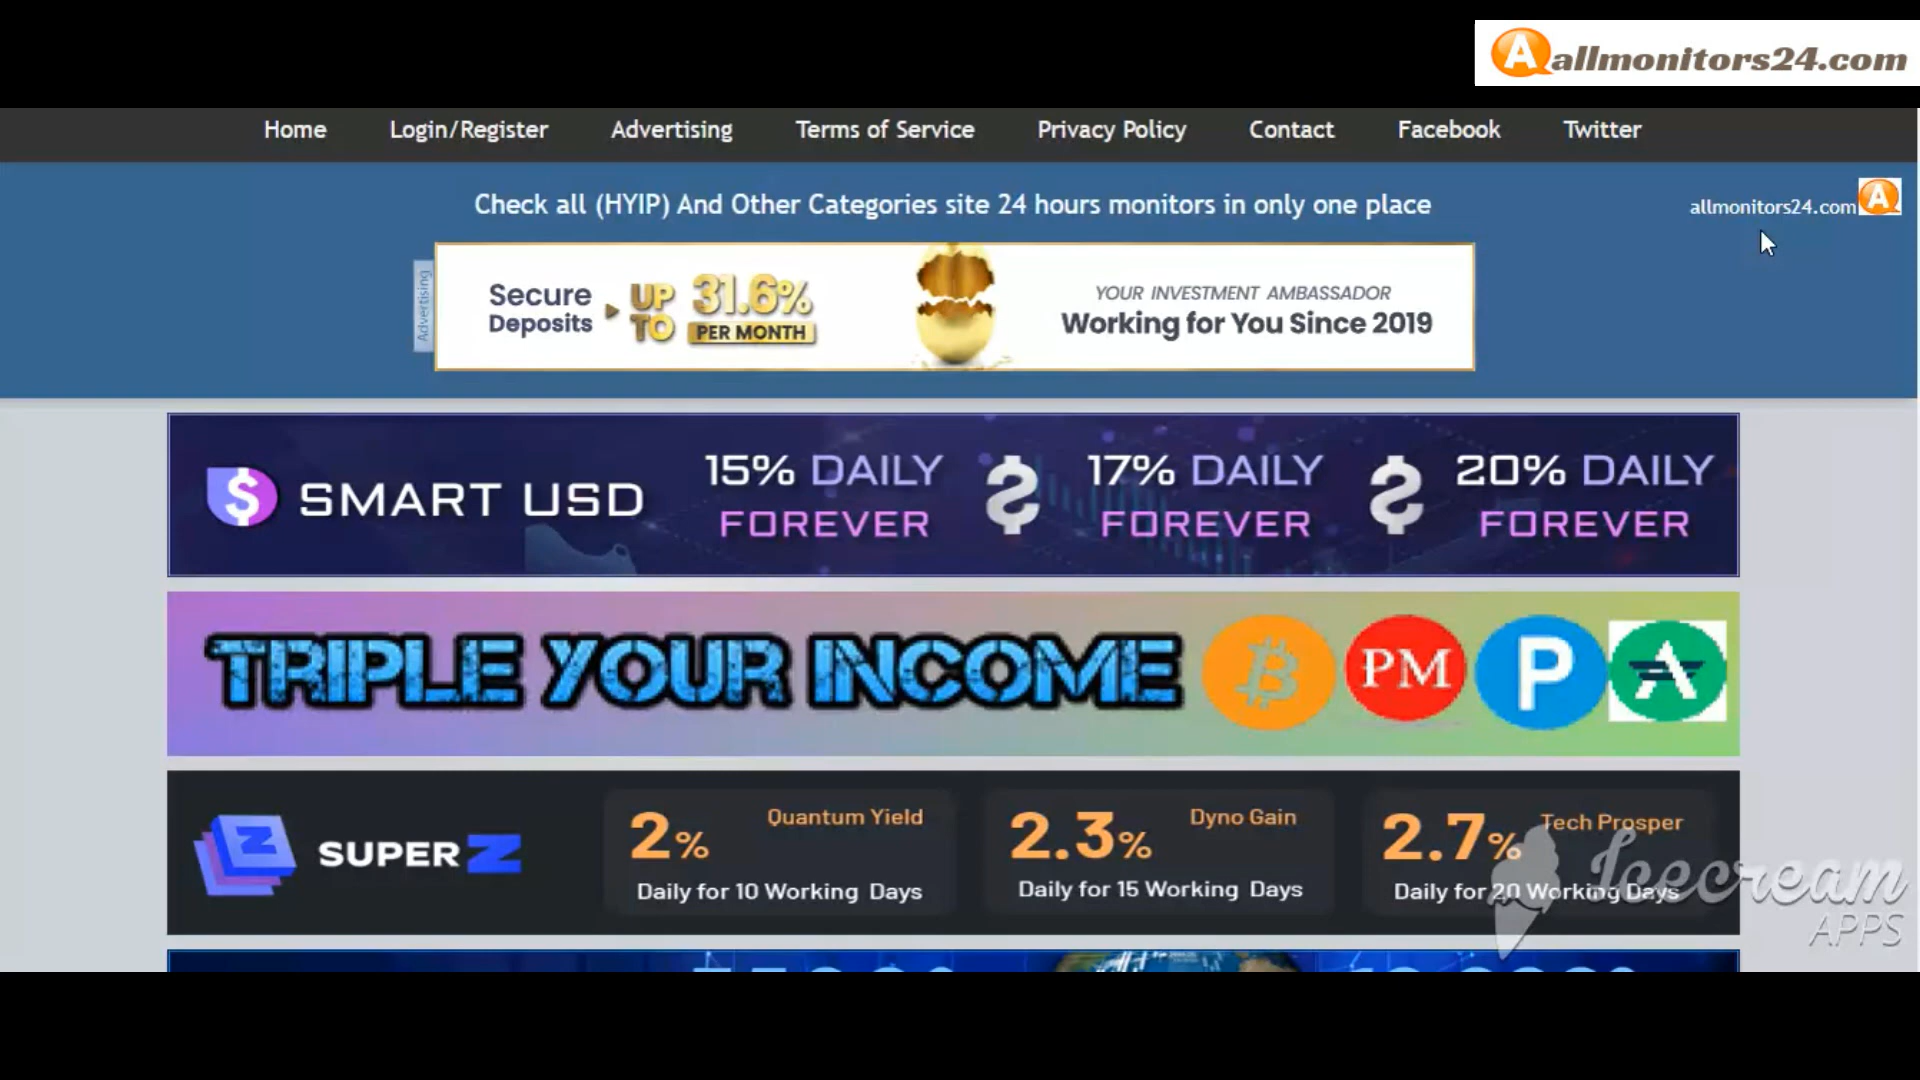 allmonitors24.com
Home Login/Register Advertising Terms of Service Privacy Policy Contact Facebook Twitter
Check all (HYIP) And Other Categories site 24 hours monitors in only one place
allmonitors24.com
Advertising
Secure Deposits
UP TO
31.6%
PER MONTH
YOUR INVESTMENT AMBASSADOR
Working for You Since 2019
SMART USD
15% DAILY
FOREVER
17% DAILY
FOREVER
20% DAILY
FOREVER
TRIPLE YOUR INCOME
PM
P
SUPER Z
2%
Quantum Yield
Daily for 10 Working Days
2.3%
Dyno Gain
Daily for 15 Working Days
2.7%
Tech Prosper
Daily for 20 Working Days
Icecream
APPS